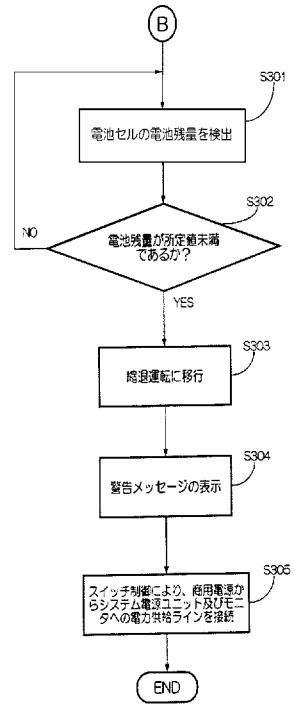 B
S301
電池セルの電池残量を検出
S302
電池残量が所定値未満
であるか?
NO
YES
S303
縮退運転に移行
S304
警告メッセージの表示
S305
スイッチ制御により、商用電源か
らシステム電源ユニット及びモニ
タへの電力供給ラインを接続
END